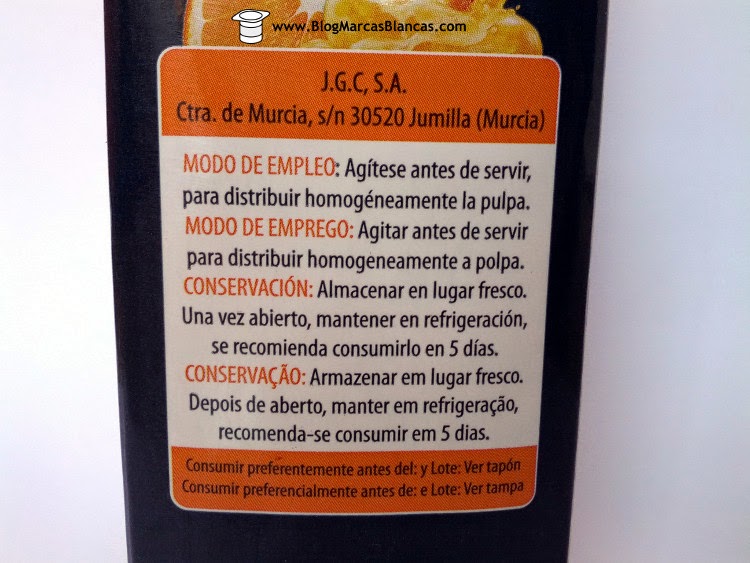 www.BlogMarcasBlancas.com
J.G.C, S.A.
Ctra. de Murcia, s/n 30520 Jumilla (Murcia)
MODO DE EMPLEO: Agítese antes de servir,
para distribuir homogéneamente la pulpa.
MODO DE EMPREGO: Agitar antes de servir
para distribuir homogeneamente a polpa.
CONSERVACIÓN: Almacenar en lugar fresco.
Una vez abierto, mantener en refrigeración,
se recomienda consumirlo en 5 días.
CONSERVAÇÃO: Armazenar em lugar fresco.
Depois de aberto, manter em refrigeração,
recomenda-se consumir em 5 dias.
Consumir preferentemente antes del: y Lote: Ver tapón
Consumir preferencialmente antes de: e Lote: Ver tampa